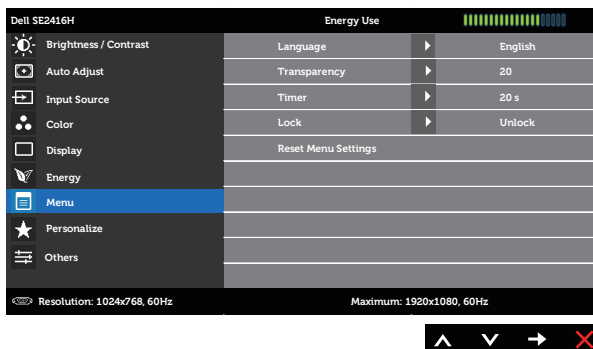 Dell SE2416H Energy Use
Brightness / Contrast Language English
Auto Adjust Transparency 20
Input Source Timer 20 s
Color Lock Unlock
Display Reset Menu Settings
Energy
Menu
Personalize
Others
Resolution: 1024x768, 60Hz Maximum: 1920x1080, 60Hz